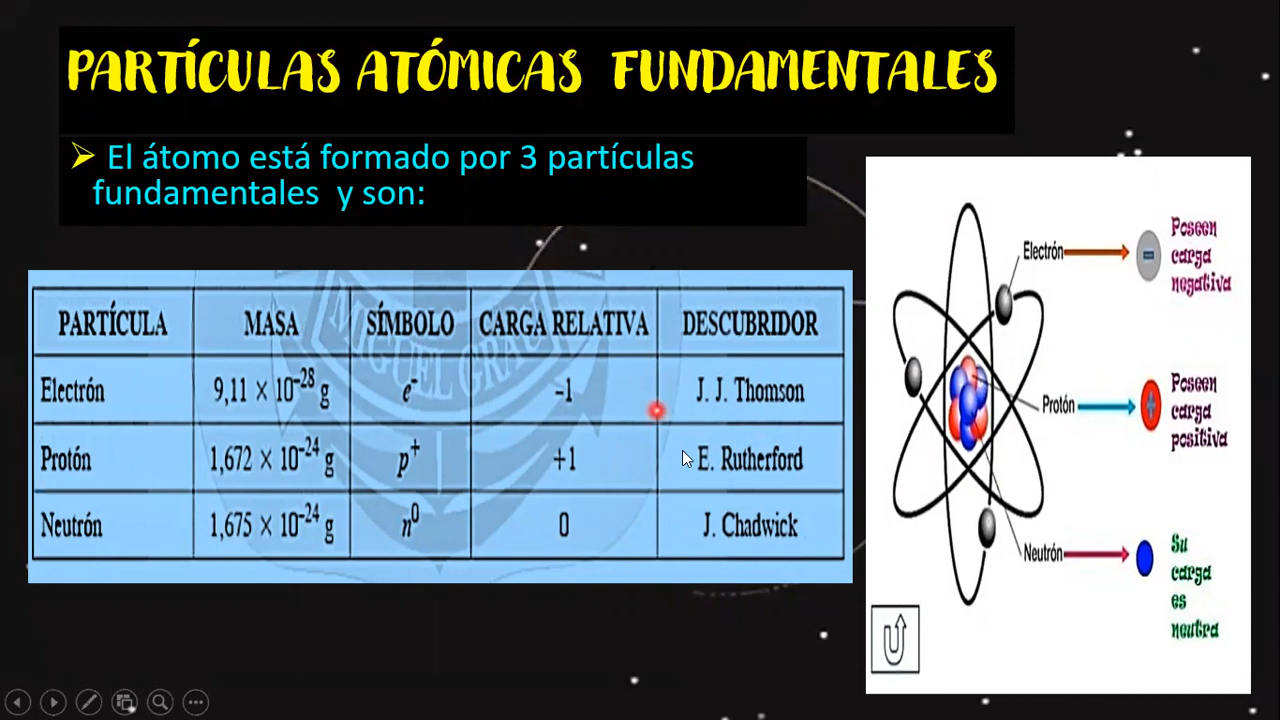 PARTÍCULAS ATÓMICAS FUNDAMENTALES
El átomo está formado por 3 partículas
fundamentales y son:
PARTÍCULA MASA SÍMBOLO CARGA RELATIVA DESCUBRIDOR
Electrón 9,11 × 10⁻²⁸ g e⁻ –1 J. J. Thomson
Protón 1,672 × 10⁻²⁴ g p⁺ +1 E. Rutherford
Neutrón 1,675 × 10⁻²⁴ g n⁰ 0 J. Chadwick
MIGUEL GRAU
Electrón
Poseen
carga
negativa
Protón
Poseen
carga
positiva
Neutrón
Su
carga
es
neutra